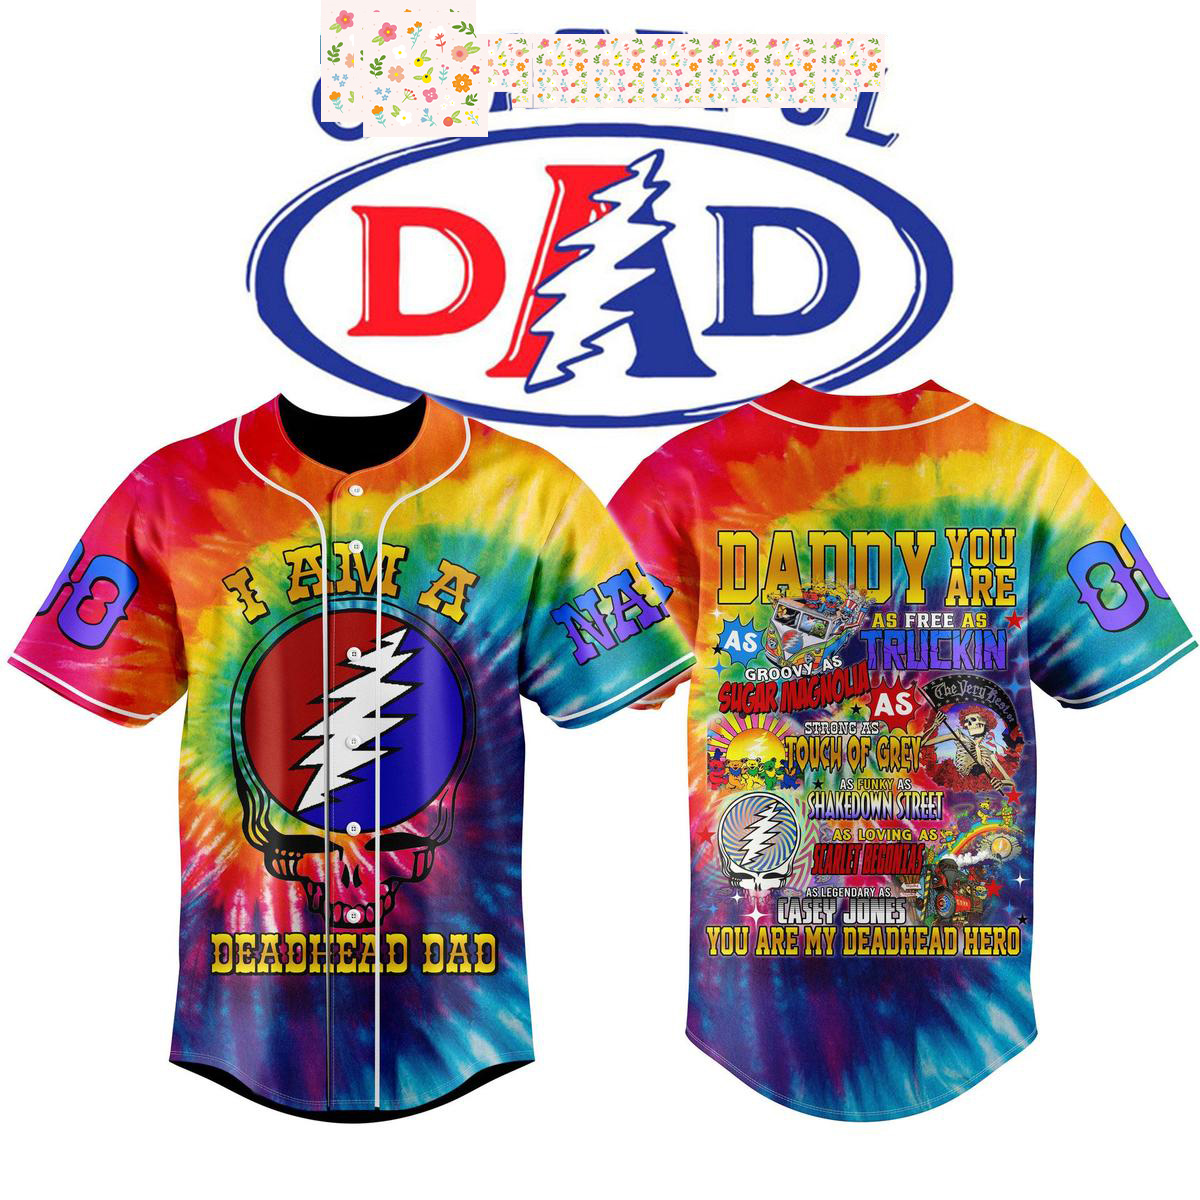 DAD
I AM A
00
NA
DEADHEAD DAD
DADDY YOU ARE
AS
AS FREE AS
TRUCKIN
GROOVY AS
SUGAR MAGNOLIA
AS
The Very Best of
STRONG AS
TOUCH OF GREY
AS FUNKY AS
SHAKEDOWN STREET
AS LOVING AS
SCARLET BEGONIAS
AS LEGENDARY AS
CASEY JONES
YOU ARE MY DEADHEAD HERO